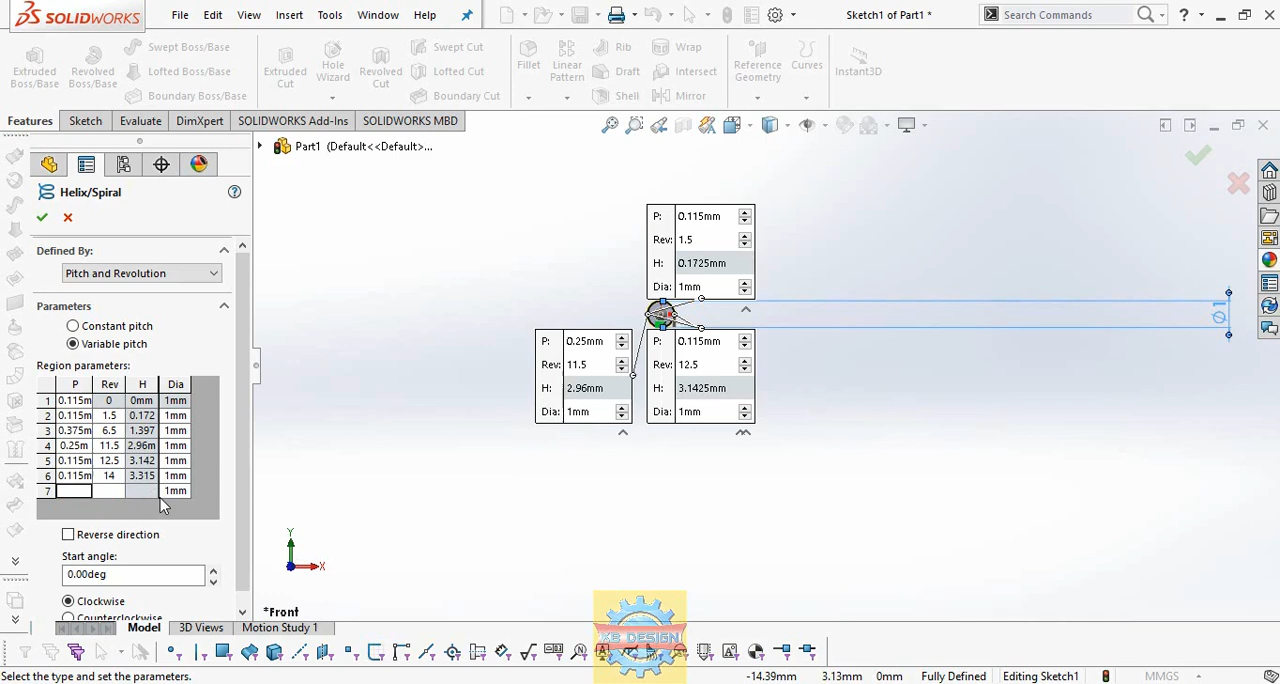 SOLIDWORKS
File Edit View Insert Tools Window Help
Sketch1 of Part1 *
Search Commands
?
Extruded Boss/Base
Revolved Boss/Base
Swept Boss/Base
Lofted Boss/Base
Boundary Boss/Base
Extruded Cut
Hole Wizard
Revolved Cut
Swept Cut
Lofted Cut
Boundary Cut
Fillet
Linear Pattern
Rib
Draft
Shell
Wrap
Intersect
Mirror
Reference Geometry
Curves
Instant3D
Features Sketch Evaluate DimXpert SOLIDWORKS Add-Ins SOLIDWORKS MBD
Part1 (Default<<Default>...
Helix/Spiral
Defined By:
Pitch and Revolution
Parameters
Constant pitch
Variable pitch
Region parameters:
P Rev H Dia
1 0.115m 0 0mm 1mm
2 0.115m 1.5 0.172 1mm
3 0.375m 6.5 1.397 1mm
4 0.25m 11.5 2.96m 1mm
5 0.115m 12.5 3.142 1mm
6 0.115m 14 3.315 1mm
7 1mm
Reverse direction
Start angle:
0.00deg
Clockwise
Counterclockwise
P: 0.115mm
Rev: 1.5
H: 0.1725mm
Dia: 1mm
P: 0.25mm
Rev: 11.5
H: 2.96mm
Dia: 1mm
P: 0.115mm
Rev: 12.5
H: 3.1425mm
Dia: 1mm
Ø1
Y
X
*Front
Model 3D Views Motion Study 1
XB DESIGN
Select the type and set the parameters.
-14.39mm 3.13mm 0mm Fully Defined Editing Sketch1 MMGS